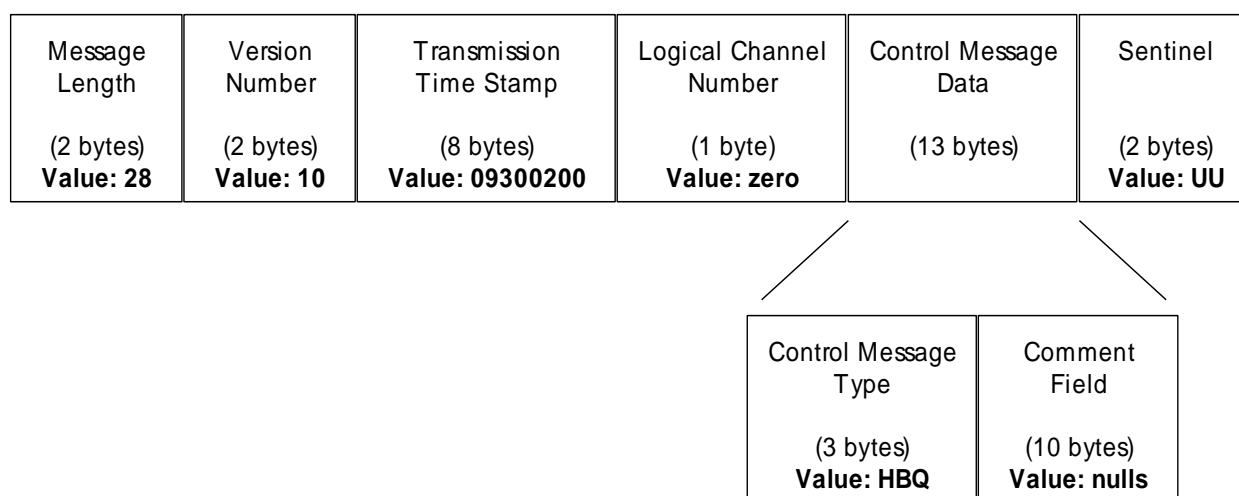 Message
Length
(2 bytes)
Value: 28
Version
Number
(2 bytes)
Value: 10
Transmission
Time Stamp
(8 bytes)
Value: 09300200
Logical Channel
Number
(1 byte)
Value: zero
Control Message
Data
(13 bytes)
Sentinel
(2 bytes)
Value: UU
Control Message
Type
(3 bytes)
Value: HBQ
Comment
Field
(10 bytes)
Value: nulls